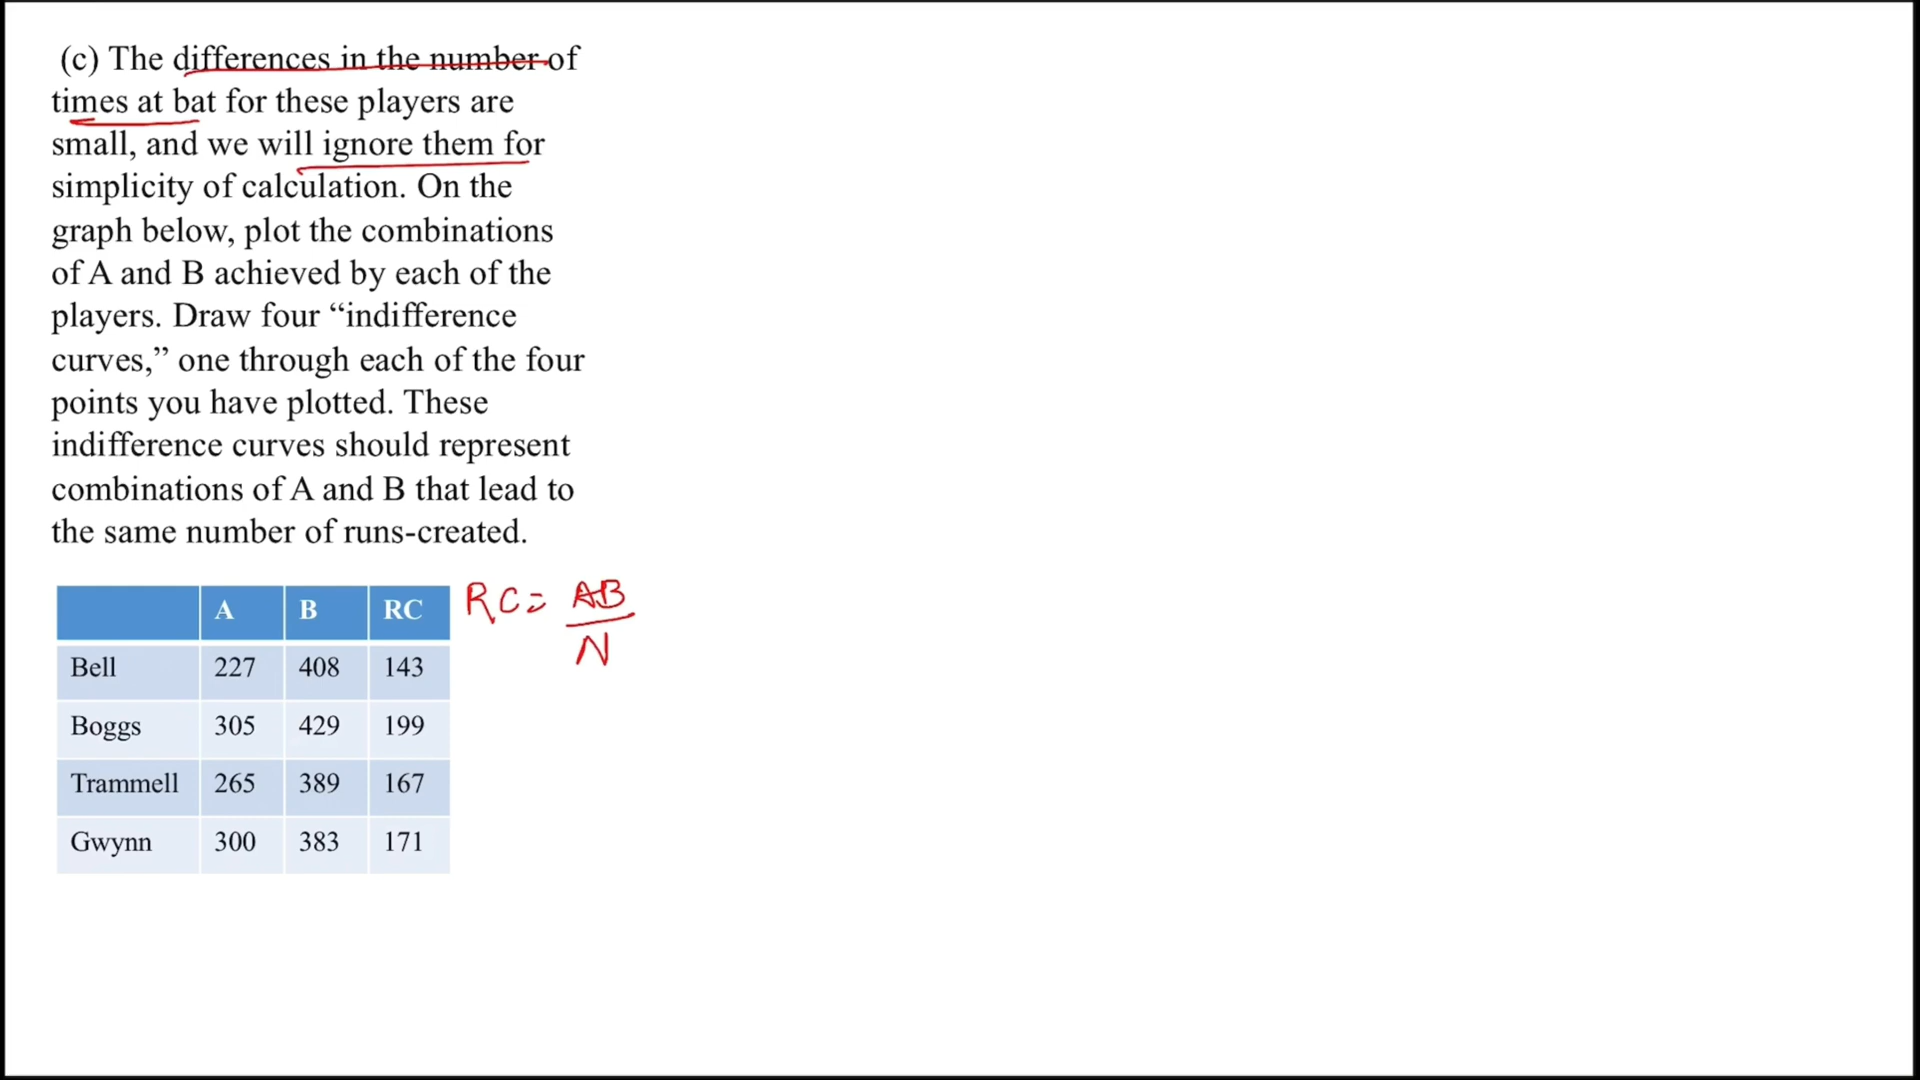 (c) The differences in the number of
times at bat for these players are
small, and we will ignore them for
simplicity of calculation. On the
graph below, plot the combinations
of A and B achieved by each of the
players. Draw four “indifference
curves,” one through each of the four
points you have plotted. These
indifference curves should represent
combinations of A and B that lead to
the same number of runs-created.
A B RC
Bell 227 408 143
Boggs 305 429 199
Trammell 265 389 167
Gwynn 300 383 171
RC = AB
N